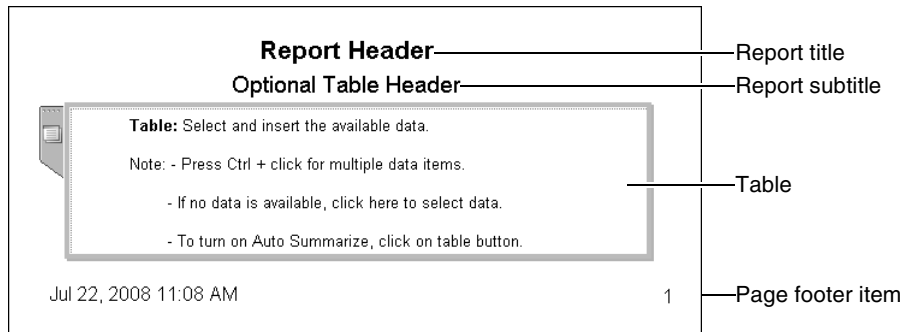 Report Header
Report title
Optional Table Header
Report subtitle
Table: Select and insert the available data.
Note: - Press Ctrl + click for multiple data items.
Table
- If no data is available, click here to select data.
- To turn on Auto Summarize, click on table button.
Jul 22, 2008 11:08 AM
1
Page footer item